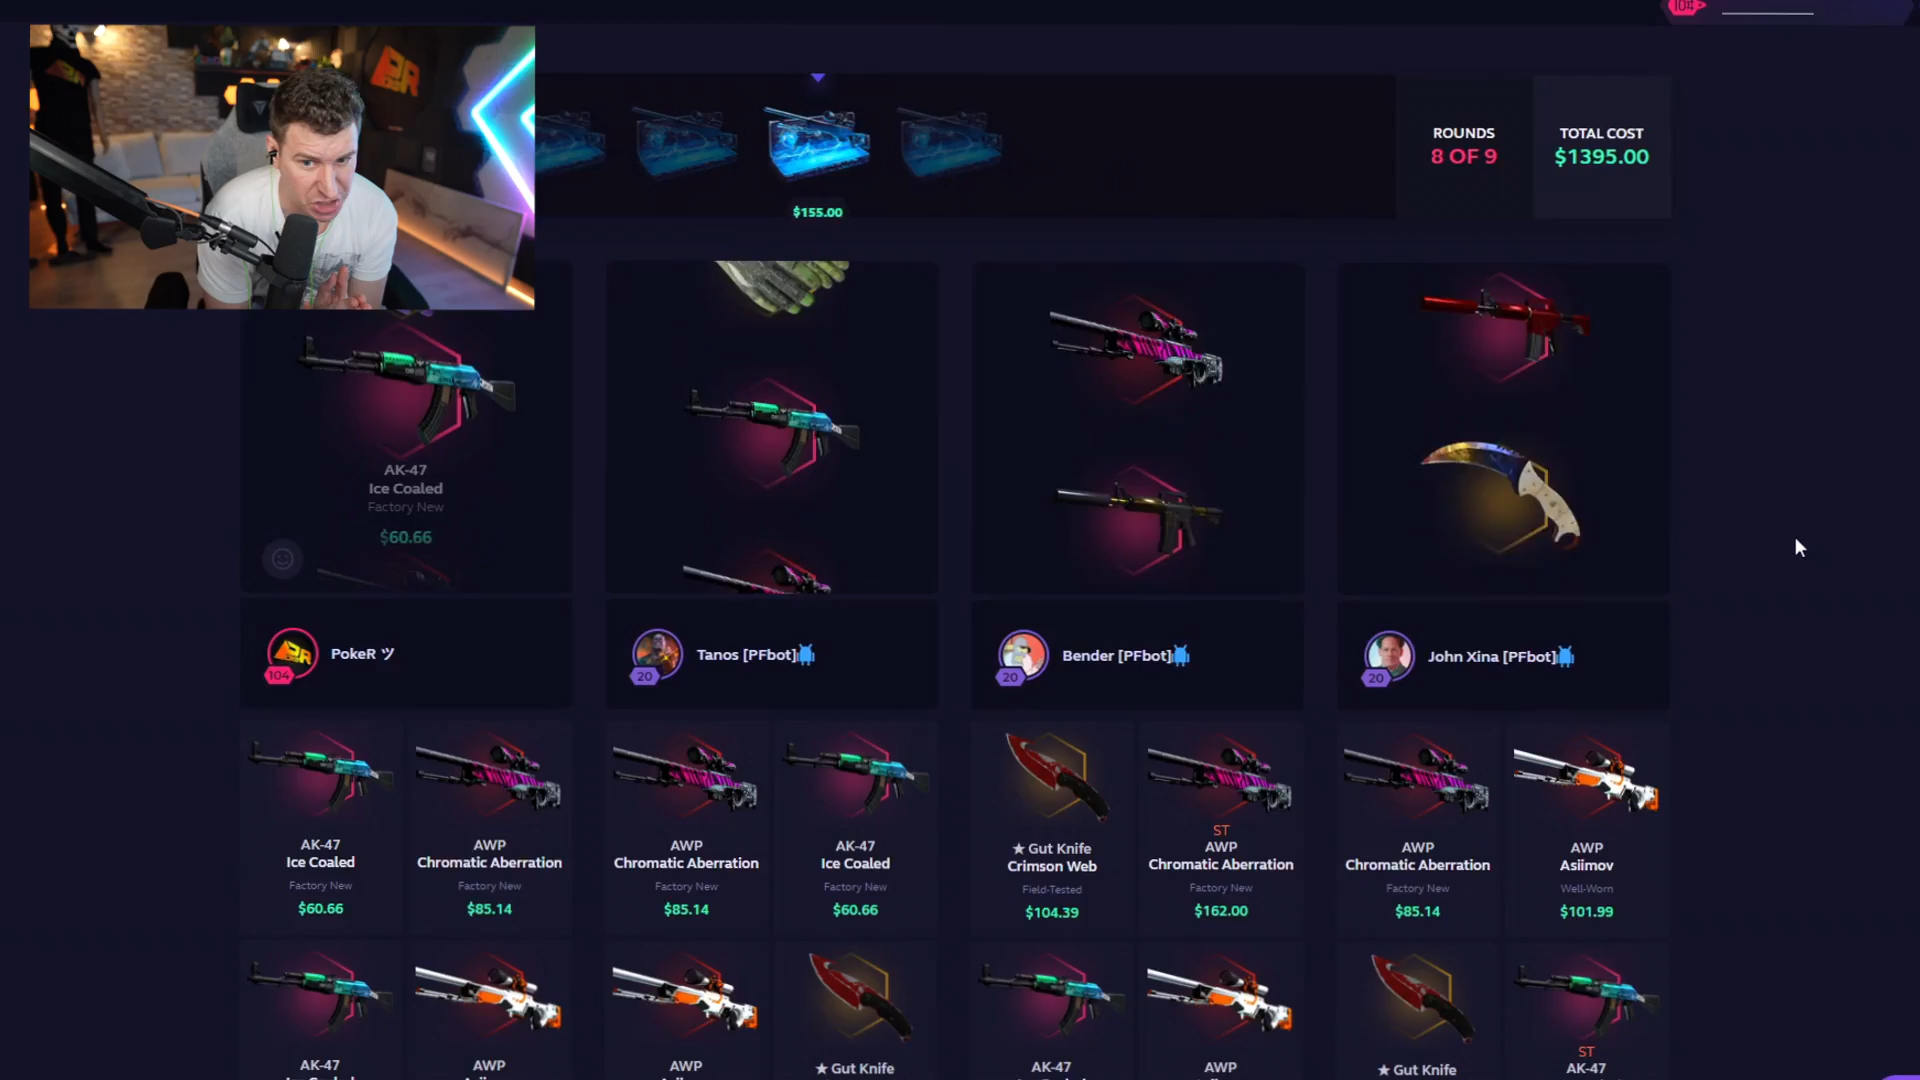 104
ROUNDS
8 OF 9
TOTAL COST
$1395.00
$155.00
AK-47
Ice Coaled
Factory New
$60.66
104
PokeR ツ
20
Tanos [PFbot]
20
Bender [PFbot]
20
John Xina [PFbot]
AK-47
Ice Coaled
Factory New
$60.66
AWP
Chromatic Aberration
Factory New
$85.14
AWP
Chromatic Aberration
Factory New
$85.14
AK-47
Ice Coaled
Factory New
$60.66
★ Gut Knife
Crimson Web
Field-Tested
$104.39
ST
AWP
Chromatic Aberration
Factory New
$162.00
AWP
Chromatic Aberration
Factory New
$85.14
AWP
Asiimov
Well-Worn
$101.99
AK-47
AWP
AWP
★ Gut Knife
AK-47
AWP
★ Gut Knife
ST
AK-47